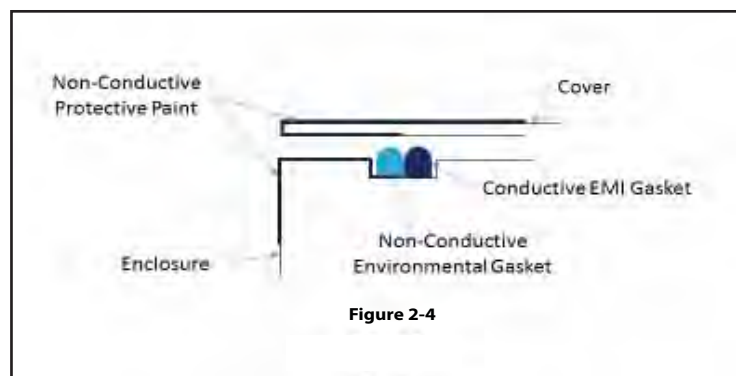 Non-Conductive
Protective Paint
Cover
Conductive EMI Gasket
Non-Conductive
Environmental Gasket
Enclosure
Figure 2-4